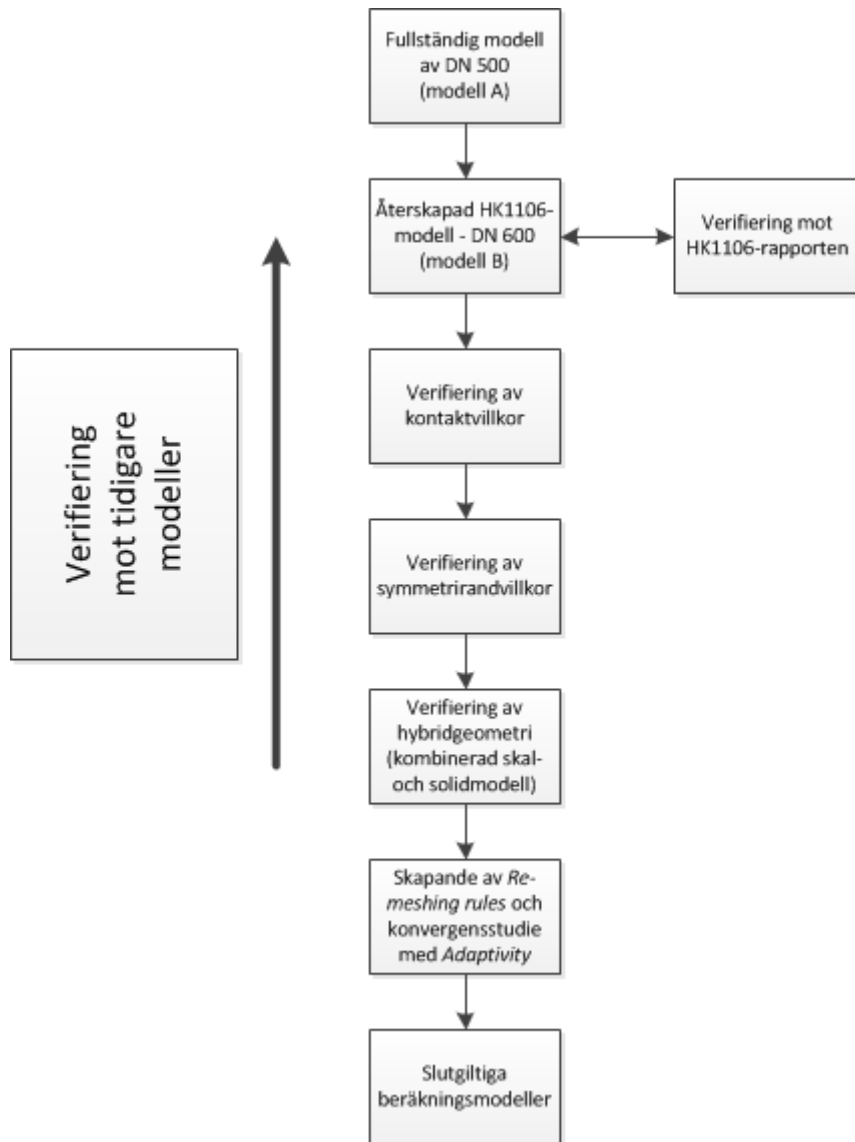 Fullständig modell
av DN 500
(modell A)
Återskapad HK1106-
modell - DN 600
(modell B)
Verifiering mot
HK1106-rapporten
Verifiering av
kontaktvillkor
Verifiering
mot tidigare
modeller
Verifiering av
symmetrirandvillkor
Verifiering av
hybridgeometri
(kombinerad skal-
och solidmodell)
Skapande av Re-
meshing rules och
konvergensstudie
med Adaptivity
Slutgiltiga
beräkningsmodeller